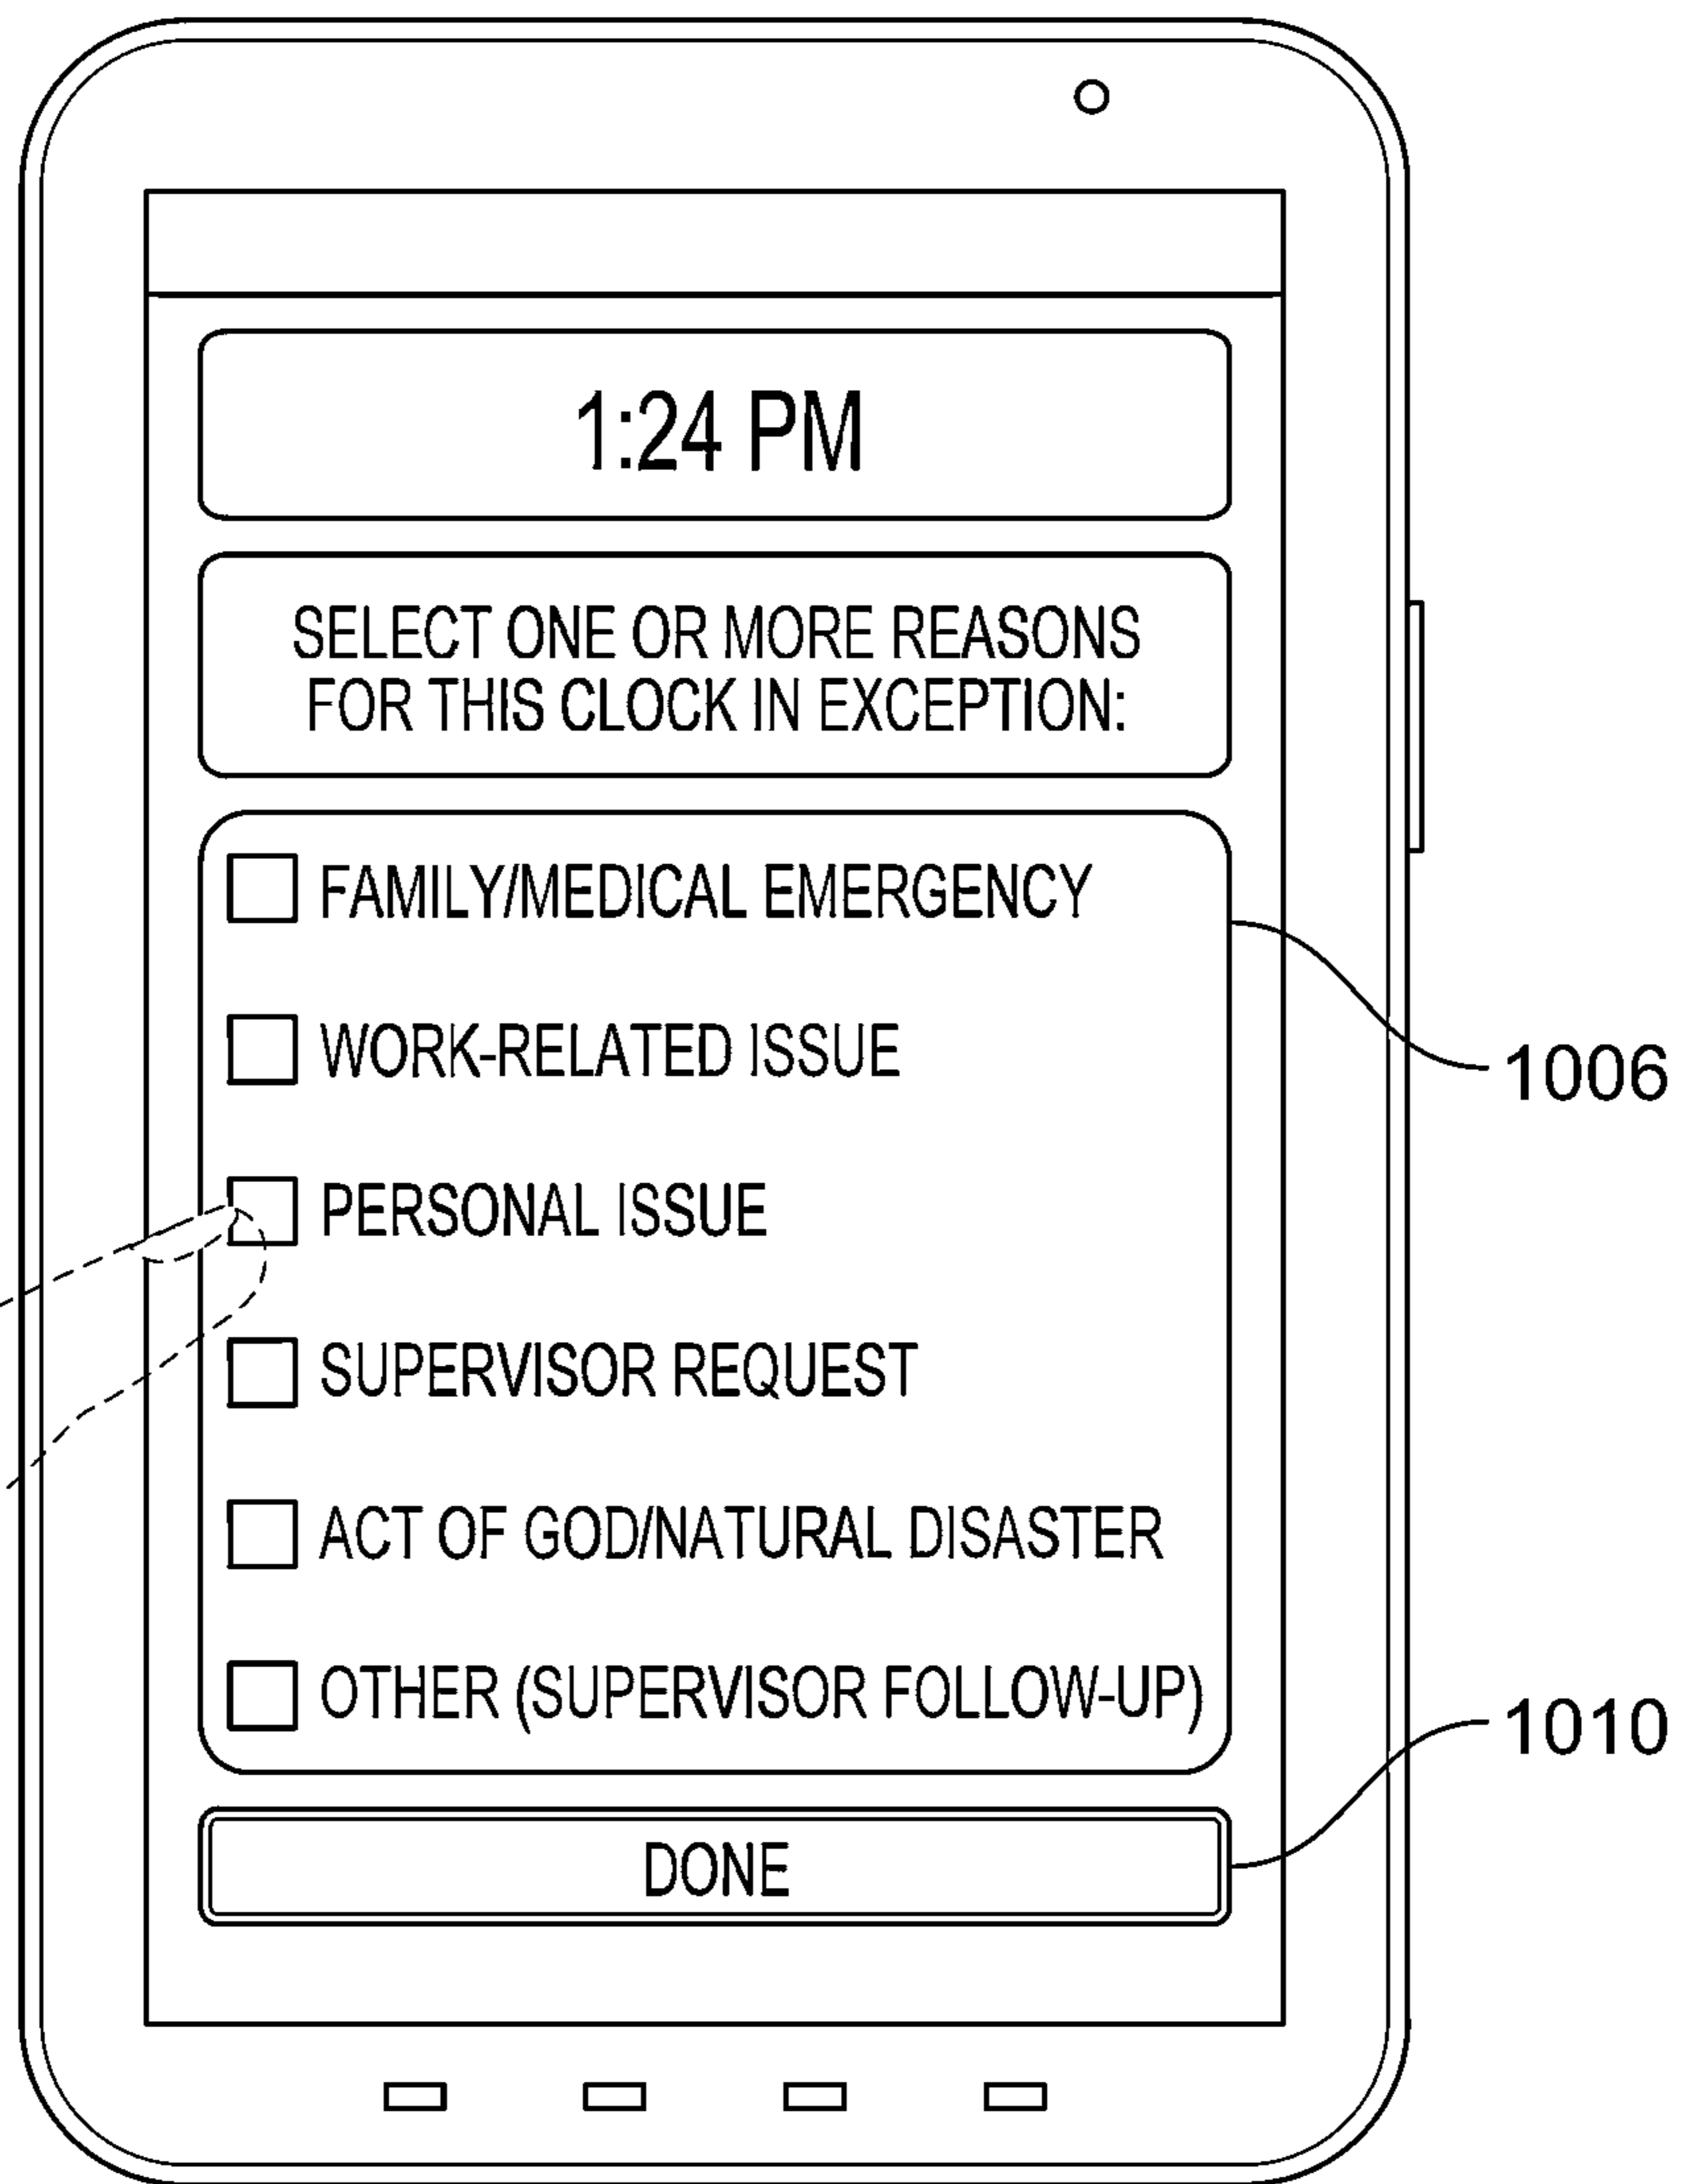 1:24 PM
SELECT ONE OR MORE REASONS
FOR THIS CLOCK IN EXCEPTION:
FAMILY/MEDICAL EMERGENCY
1006
WORK-RELATED ISSUE
PERSONAL ISSUE
SUPERVISOR REQUEST
ACT OF GOD/NATURAL DISASTER
OTHER (SUPERVISOR FOLLOW-UP)
1010
DONE